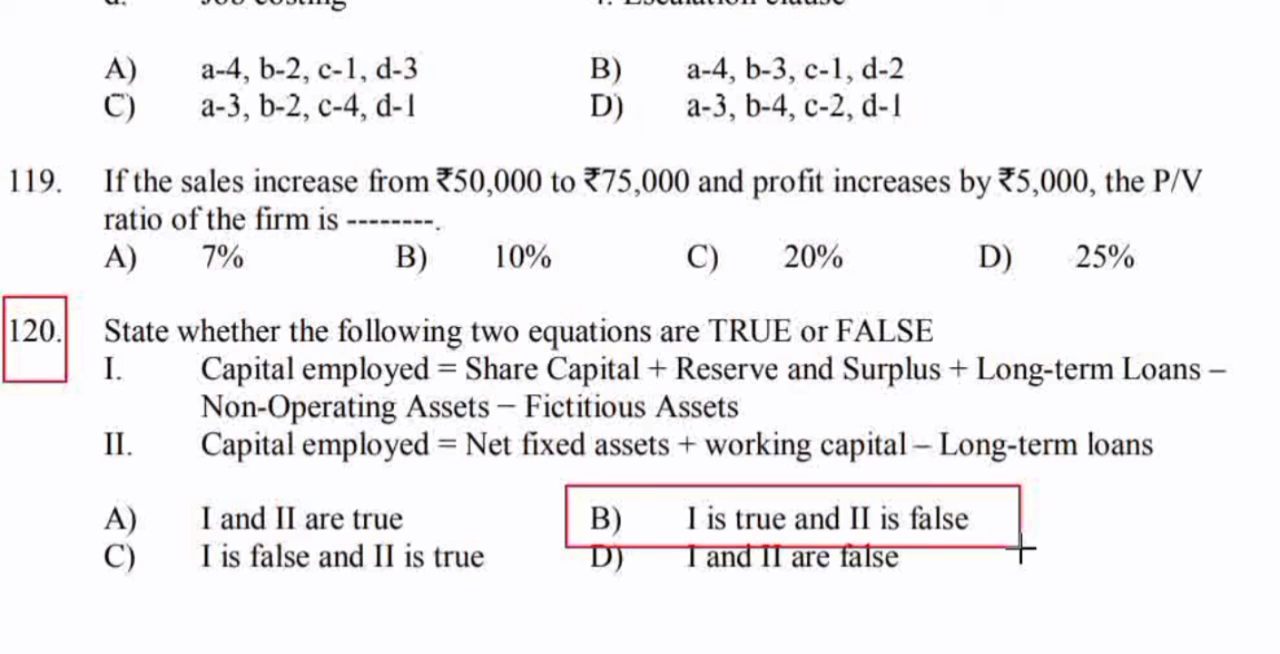 A) a-4, b-2, c-1, d-3 B) a-4, b-3, c-1, d-2
C) a-3, b-2, c-4, d-1 D) a-3, b-4, c-2, d-1
119. If the sales increase from ₹50,000 to ₹75,000 and profit increases by ₹5,000, the P/V
ratio of the firm is --------.
A) 7% B) 10% C) 20% D) 25%
120. State whether the following two equations are TRUE or FALSE
I. Capital employed = Share Capital + Reserve and Surplus + Long-term Loans –
Non-Operating Assets – Fictitious Assets
II. Capital employed = Net fixed assets + working capital – Long-term loans
A) I and II are true B) I is true and II is false
C) I is false and II is true D) I and II are false